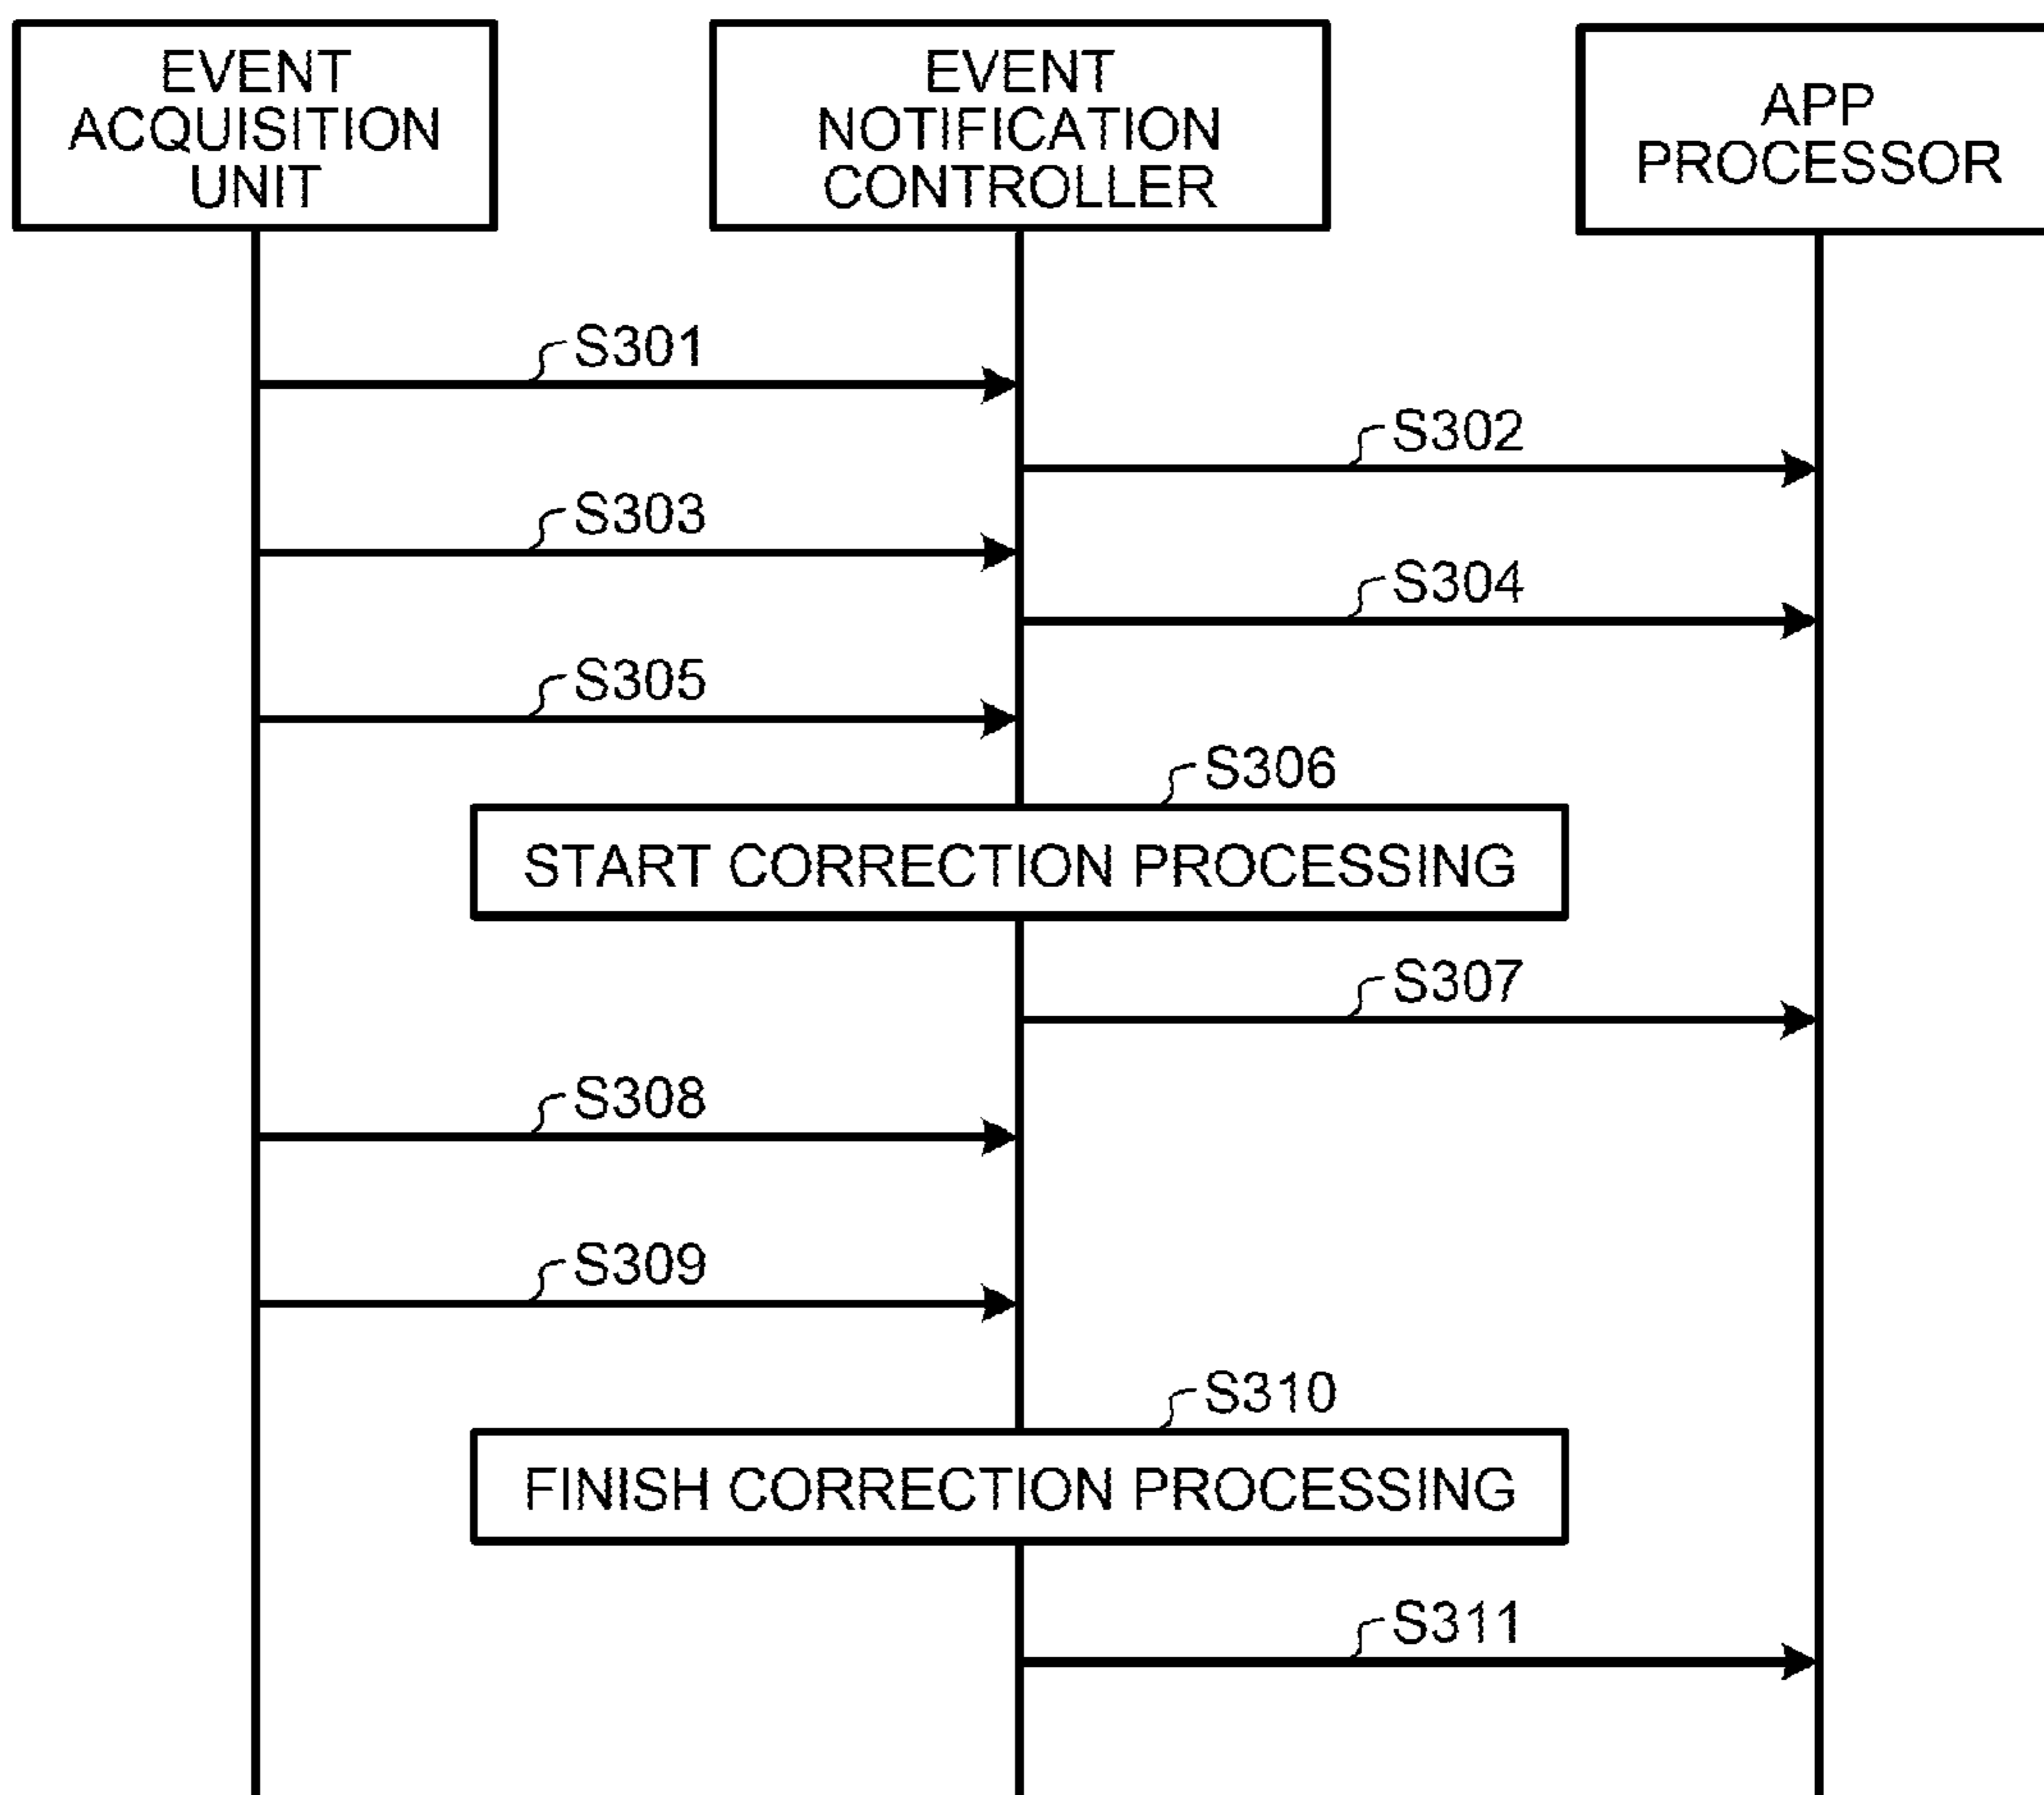 EVENT
ACQUISITION
UNIT
EVENT
NOTIFICATION
CONTROLLER
APP
PROCESSOR
S301
S302
S303
S304
S305
S306
START CORRECTION PROCESSING
S307
S308
S309
S310
FINISH CORRECTION PROCESSING
S311